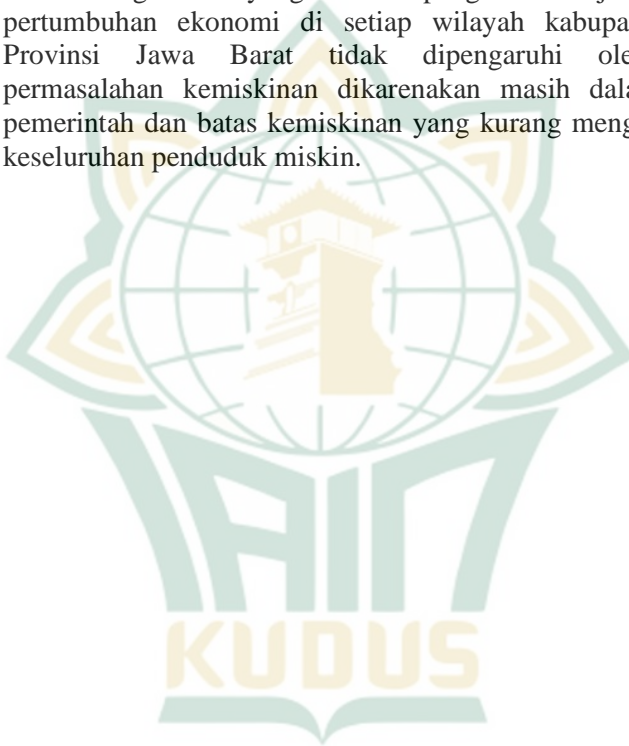 pertumbuhan ekonomi di setiap wilayah kabupa
Provinsi Jawa Barat tidak dipengaruhi ole
permasalahan kemiskinan dikarenakan masih dala
pemerintah dan batas kemiskinan yang kurang meng
keseluruhan penduduk miskin.
IAIN
KUDUS